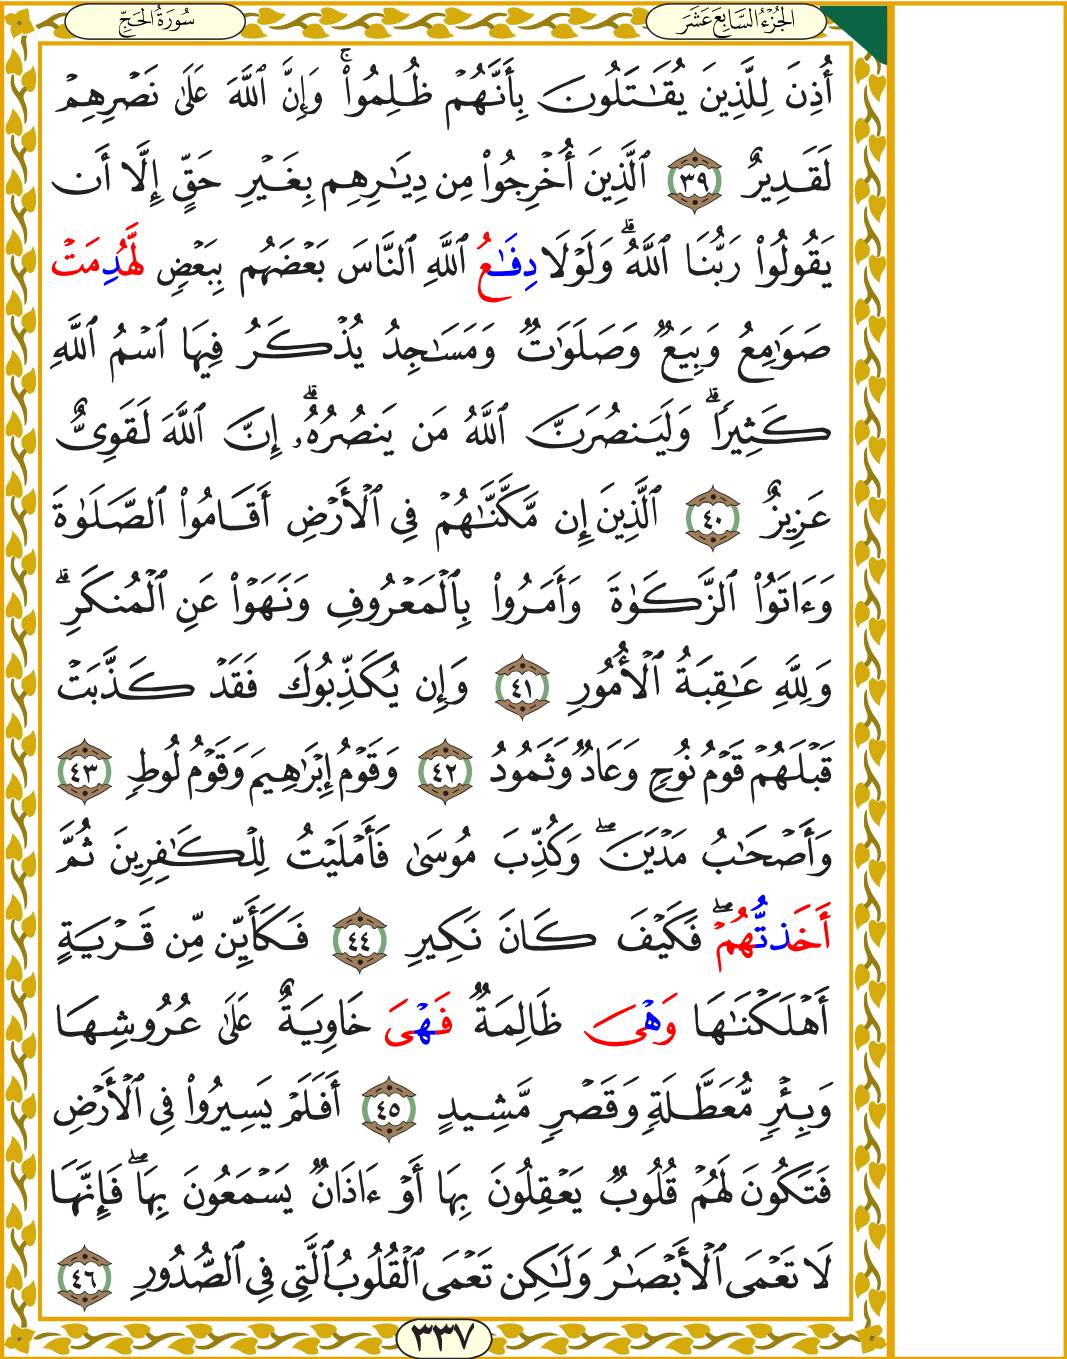 الجُزْءُ السَّابِعَ عَشَرَ
سُورَةُ الحَجِّ
أُذِنَ لِلَّذِينَ يُقَٰتَلُونَ بِأَنَّهُمۡ ظُلِمُواْۚ وَإِنَّ ٱللَّهَ عَلَىٰ نَصۡرِهِمۡ
لَقَدِيرٌ ٣٩ ٱلَّذِينَ أُخۡرِجُواْ مِن دِيَٰرِهِم بِغَيۡرِ حَقٍّ إِلَّآ أَن
يَقُولُواْ رَبُّنَا ٱللَّهُۗ وَلَوۡلَا دِفَٰعُ ٱللَّهِ ٱلنَّاسَ بَعۡضَهُم بِبَعۡضٖ لَّهُدِمَتۡ
صَوَٰمِعُ وَبِيَعٞ وَصَلَوَٰتٞ وَمَسَٰجِدُ يُذۡكَرُ فِيهَا ٱسۡمُ ٱللَّهِ
كَثِيرٗاۗ وَلَيَنصُرَنَّ ٱللَّهُ مَن يَنصُرُهُۥٓۗ إِنَّ ٱللَّهَ لَقَوِيٌّ
عَزِيزٌ ٤٠ ٱلَّذِينَ إِن مَّكَّنَّٰهُمۡ فِي ٱلۡأَرۡضِ أَقَامُواْ ٱلصَّلَوٰةَ
وَءَاتَوُاْ ٱلزَّكَوٰةَ وَأَمَرُواْ بِٱلۡمَعۡرُوفِ وَنَهَوۡاْ عَنِ ٱلۡمُنكَرِۗ
وَلِلَّهِ عَٰقِبَةُ ٱلۡأُمُورِ ٤١ وَإِن يُكَذِّبُوكَ فَقَدۡ كَذَّبَتۡ
قَبۡلَهُمۡ قَوۡمُ نُوحٖ وَعَادٞ وَثَمُودُ ٤٢ وَقَوۡمُ إِبۡرَٰهِيمَ وَقَوۡمُ لُوطٖ ٤٣
وَأَصۡحَٰبُ مَدۡيَنَۖ وَكُذِّبَ مُوسَىٰ فَأَمۡلَيۡتُ لِلۡكَٰفِرِينَ ثُمَّ
أَخَذتُّهُمۡۖ فَكَيۡفَ كَانَ نَكِيرِ ٤٤ فَكَأَيِّن مِّن قَرۡيَةٍ
أَهۡلَكۡنَٰهَا وَهۡيَ ظَالِمَةٞ فَهۡيَ خَاوِيَةٌ عَلَىٰ عُرُوشِهَا
وَبِئۡرٖ مُّعَطَّلَةٖ وَقَصۡرٖ مَّشِيدٍ ٤٥ أَفَلَمۡ يَسِيرُواْ فِي ٱلۡأَرۡضِ
فَتَكُونَ لَهُمۡ قُلُوبٞ يَعۡقِلُونَ بِهَآ أَوۡ ءَاذَانٞ يَسۡمَعُونَ بِهَاۖ فَإِنَّهَا
لَا تَعۡمَى ٱلۡأَبۡصَٰرُ وَلَٰكِن تَعۡمَى ٱلۡقُلُوبُ ٱلَّتِي فِي ٱلصُّدُورِ ٤٦
٣٣٧